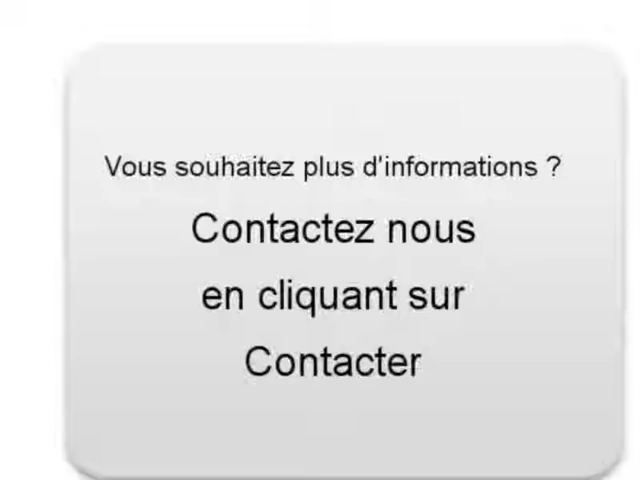 Vous souhaitez plus d'informations ?
Contactez nous
en cliquant sur
Contacter